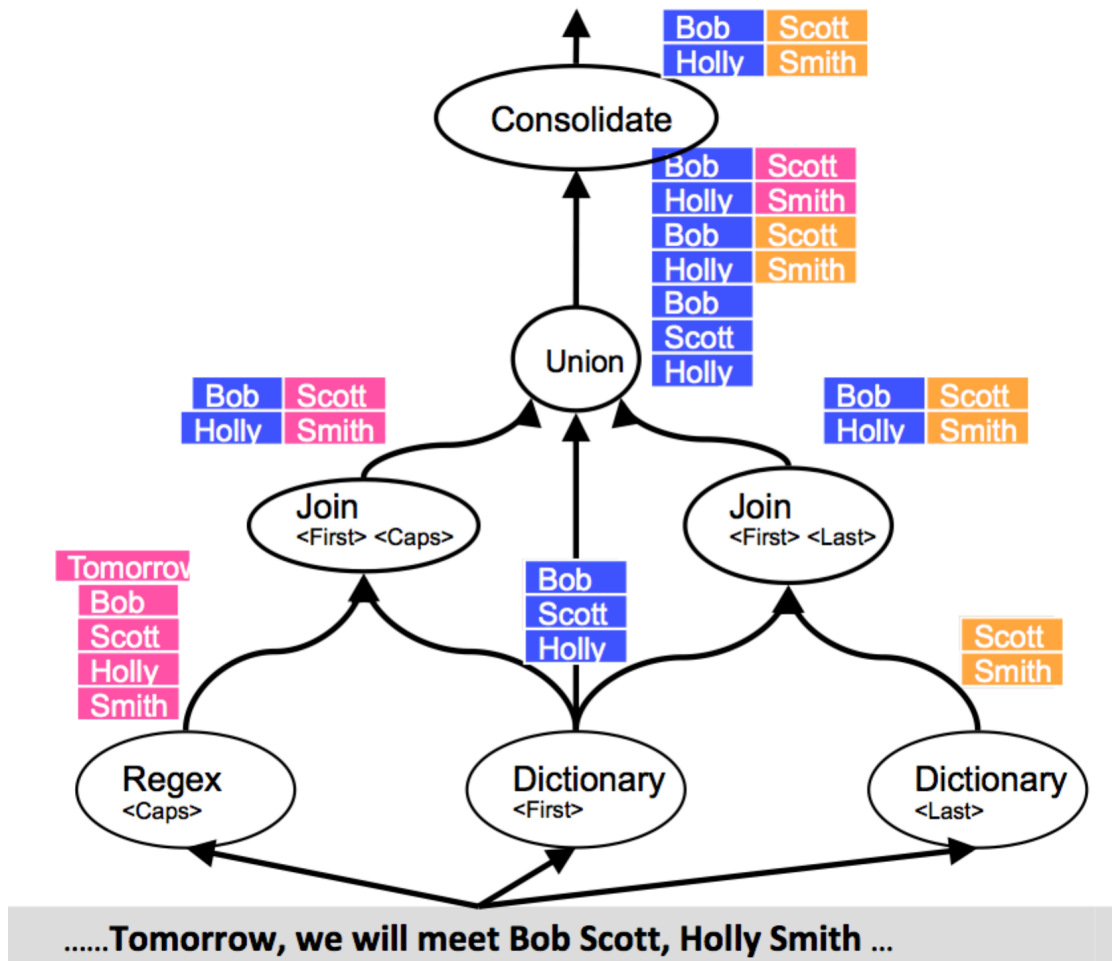 Bob Scott
Holly Smith
Consolidate
Bob Scott
Holly Smith
Bob Scott
Holly Smith
Bob
Scott
Holly
Union
Bob Scott
Holly Smith
Bob Scott
Holly Smith
Join
<First> <Caps>
Join
<First> <Last>
Tomorrow
Bob
Scott
Holly
Smith
Bob
Scott
Holly
Scott
Smith
Regex
<Caps>
Dictionary
<First>
Dictionary
<Last>
......Tomorrow, we will meet Bob Scott, Holly Smith ...